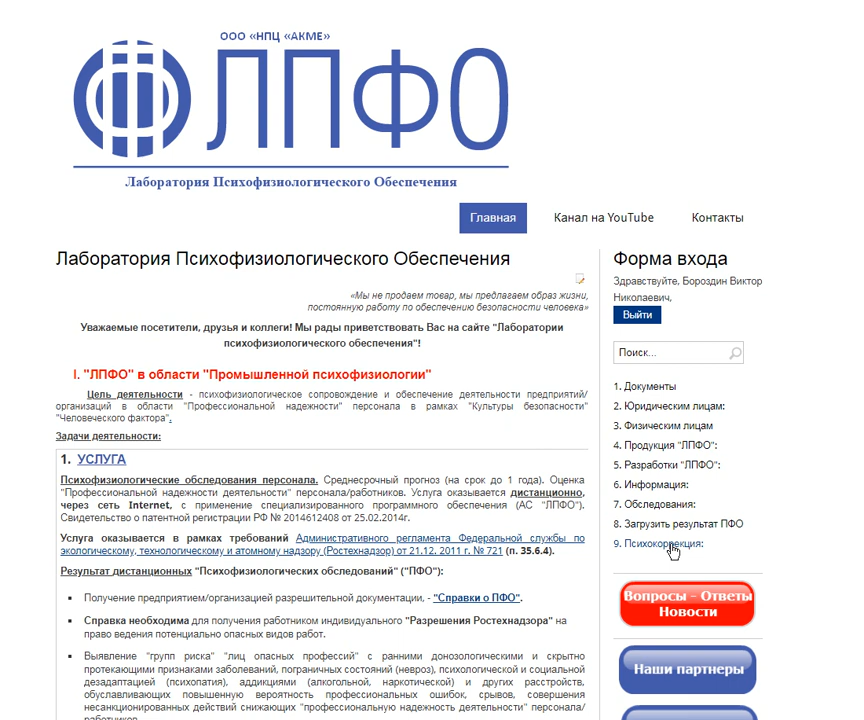 ООО «НПЦ «АКМЕ»
ЛПФО
Лаборатория Психофизиологического Обеспечения
Главная
Канал на YouTube
Контакты
Лаборатория Психофизиологического Обеспечения
«Мы не продаем товар, мы предлагаем образ жизни,
постоянную работу по обеспечению безопасности человека»
Уважаемые посетители, друзья и коллеги! Мы рады приветствовать Вас на сайте "Лаборатории
психофизиологического обеспечения"!
I. "ЛПФО" в области "Промышленной психофизиологии"
Цель деятельности - психофизиологическое сопровождение и обеспечение деятельности предприятий/
организаций в области "Профессиональной надежности" персонала в рамках "Культуры безопасности"
"Человеческого фактора".
Задачи деятельности:
1. УСЛУГА
Психофизиологические обследования персонала. Среднесрочный прогноз (на срок до 1 года). Оценка
"Профессиональной надежности деятельности" персонала/работников. Услуга оказывается дистанционно,
через сеть Internet, с применение специализированного программного обеспечения (АС "ЛПФО").
Свидетельство о патентной регистрации РФ № 2014612408 от 25.02.2014г.
Услуга оказывается в рамках требований Административного регламента Федеральной службы по
экологическому, технологическому и атомному надзору (Ростехнадзор) от 21.12. 2011 г. № 721 (п. 35.6.4).
Результат дистанционных "Психофизиологических обследований" ("ПФО"):
Получение предприятием/организацией разрешительной документации, - "Справки о ПФО".
Справка необходима для получения работником индивидуального "Разрешения Ростехнадзора" на
право ведения потенциально опасных видов работ.
Выявление "групп риска" "лиц опасных профессий" с ранними донозологическими и скрытно
протекающими признаками заболеваний, пограничных состояний (невроз), психологической и социальной
дезадаптацией (психопатия), аддикциями (алкогольной, наркотической) и других расстройств,
обуславливающих повышенную вероятность профессиональных ошибок, срывов, совершения
несанкционированных действий снижающих "профессиональную надежность деятельности" персонала/
работников.
Форма входа
Здравствуйте, Бороздин Виктор
Николаевич,
Выйти
Поиск...
1. Документы
2. Юридическим лицам:
3. Физическим лицам
4. Продукция "ЛПФО":
5. Разработки "ЛПФО":
6. Информация:
7. Обследования:
8. Загрузить результат ПФО
9. Психокоррекция:
Вопросы - Ответы
Новости
Наши партнеры